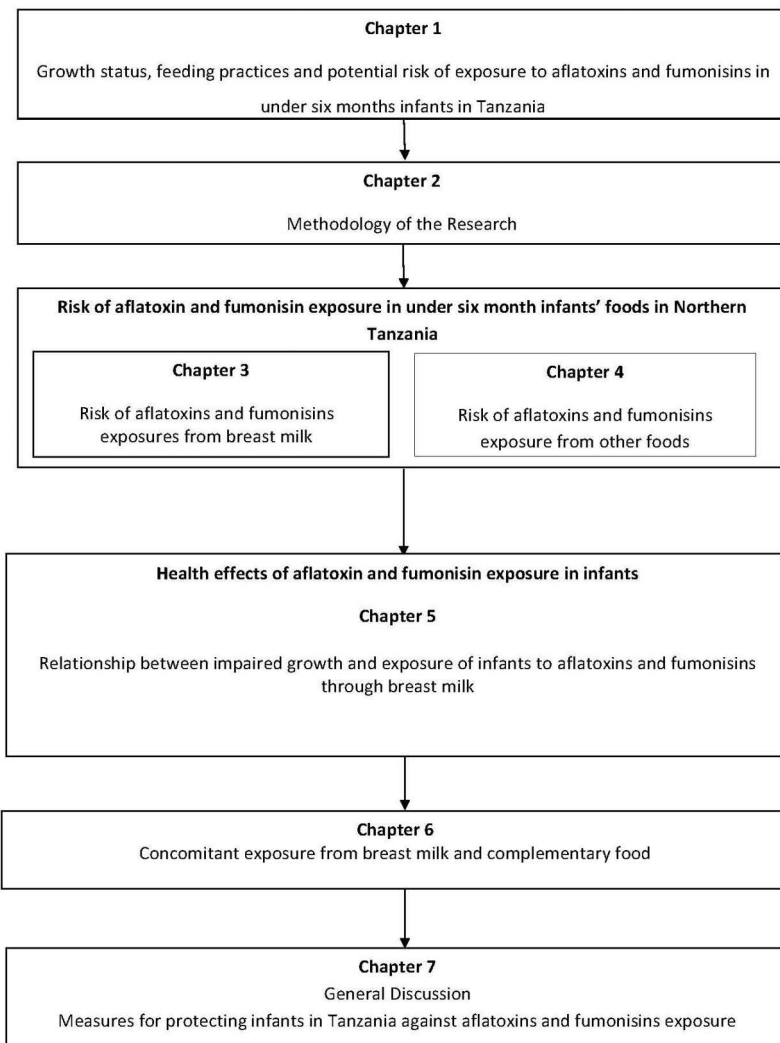 Chapter 1
Growth status, feeding practices and potential risk of exposure to aflatoxins and fumonisins in
under six months infants in Tanzania
Chapter 2
Methodology of the Research
Risk of aflatoxin and fumonisin exposure in under six month infants' foods in Northern
Tanzania
Chapter 3
Risk of aflatoxins and fumonisins
exposures from breast milk
Chapter 4
Risk of aflatoxins and fumonisins
exposure from other foods
Health effects of aflatoxin and fumonisin exposure in infants
Chapter 5
Relationship between impaired growth and exposure of infants to aflatoxins and fumonisins
through breast milk
Chapter 6
Concomitant exposure from breast milk and complementary food
Chapter 7
General Discussion
Measures for protecting infants in Tanzania against aflatoxins and fumonisins exposure